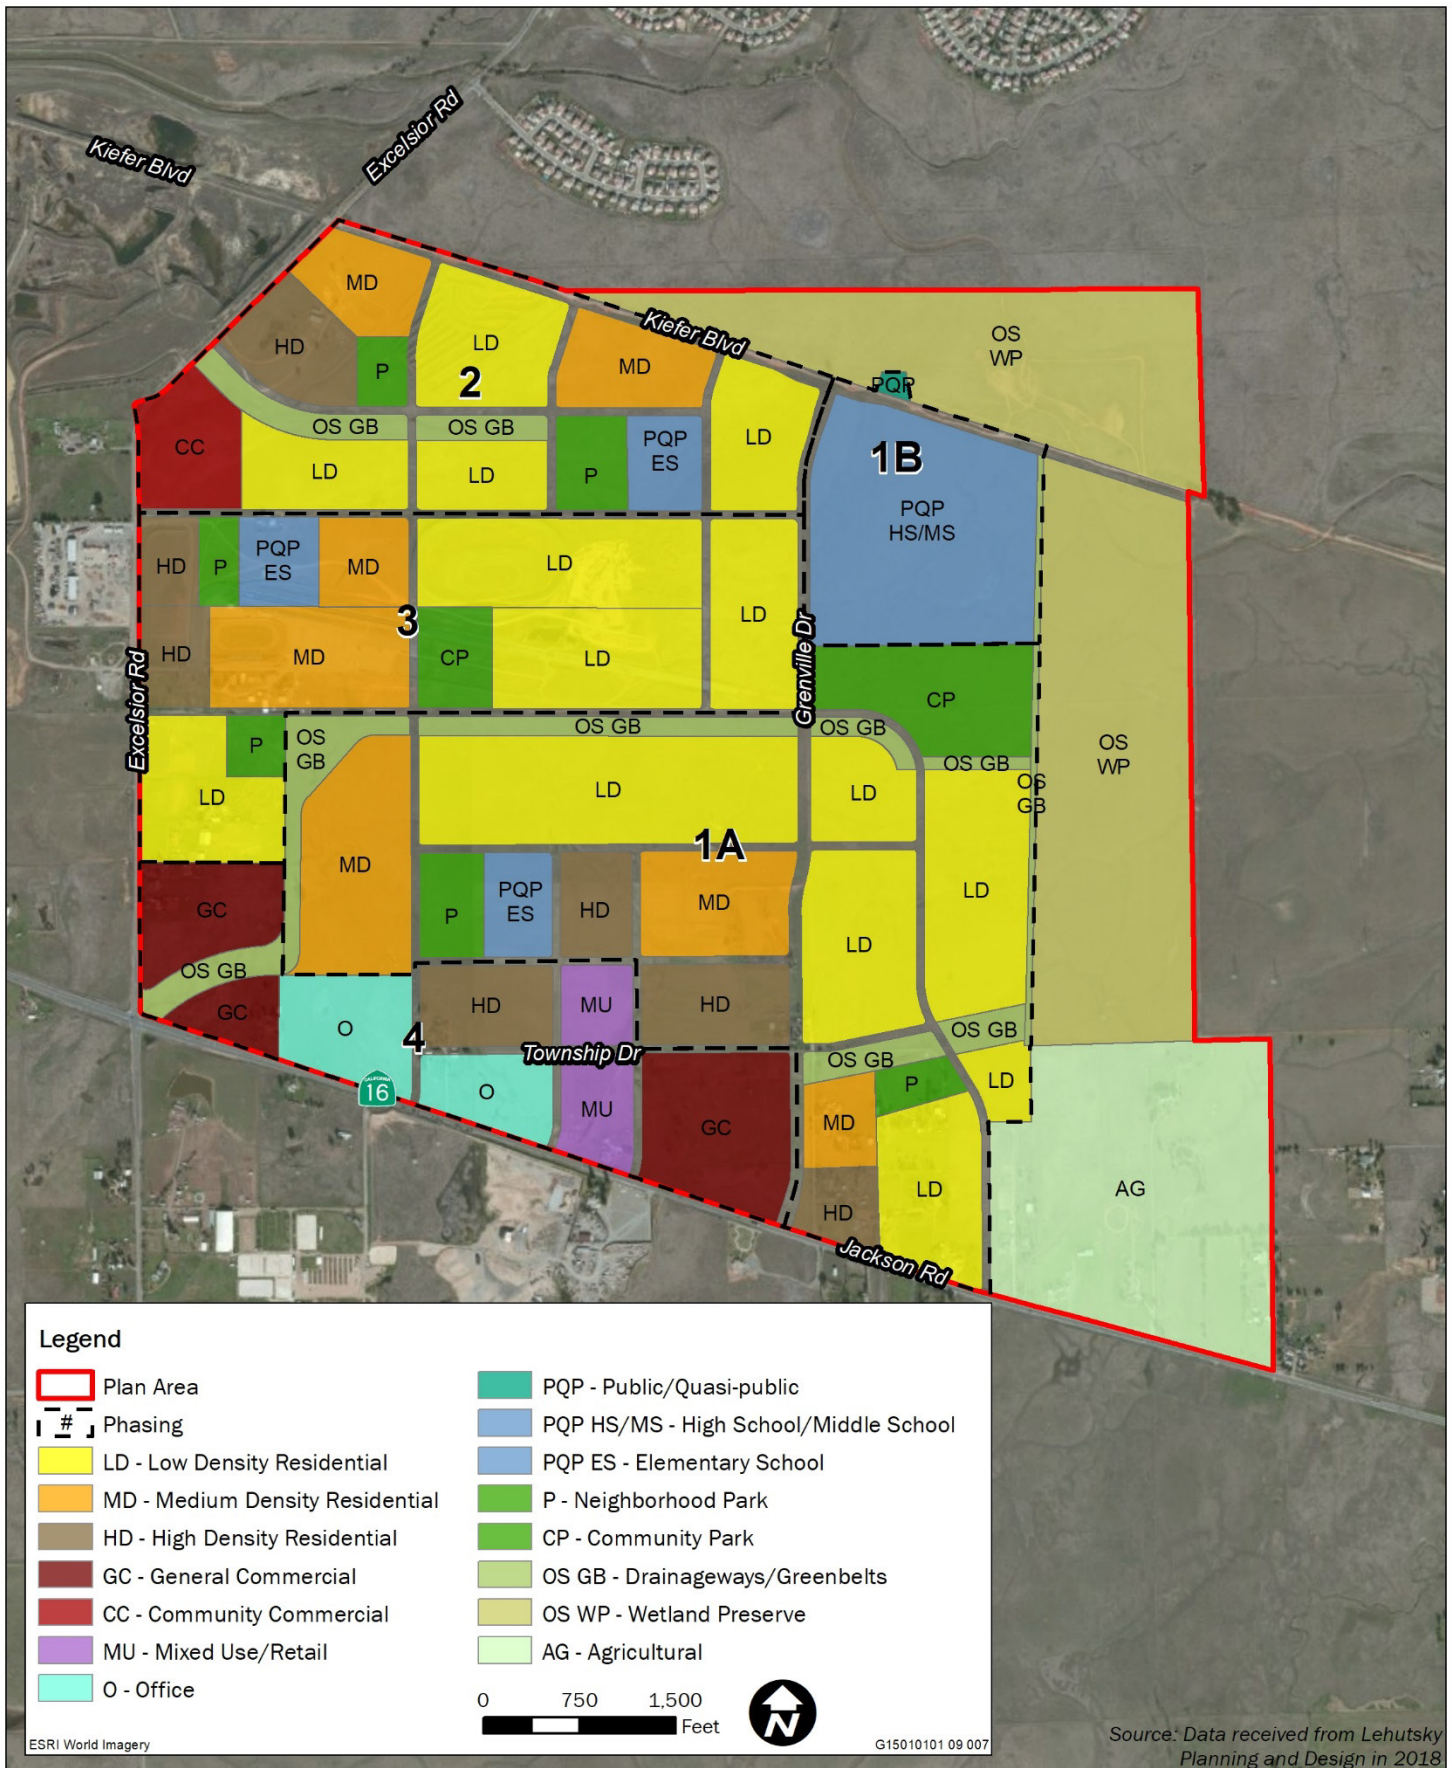 Kiefer Blvd
Excelsior Rd
MD
LD
HD
P
2
MD
Kiefer Blvd
OS
WP
PQP
CC
OS GB
OS GB
LD
LD
P
PQP
ES
LD
1B
PQP
HS/MS
HD
P
PQP
ES
MD
LD
LD
3
HD
MD
CP
LD
Grenville Dr
CP
Excelsior Rd
P
LD
OS
GB
OS GB
OS GB
OS GB
OS
GB
OS
WP
LD
LD
1A
MD
LD
GC
P
PQP
ES
HD
MD
LD
OS GB
GC
O
4
HD
MU
HD
Township Dr
OS GB
OS GB
CALIFORNIA
16
O
MU
GC
MD
P
LD
HD
LD
AG
Jackson Rd
Legend
Plan Area
# Phasing
LD - Low Density Residential
MD - Medium Density Residential
HD - High Density Residential
GC - General Commercial
CC - Community Commercial
MU - Mixed Use/Retail
O - Office
PQP - Public/Quasi-public
PQP HS/MS - High School/Middle School
PQP ES - Elementary School
P - Neighborhood Park
CP - Community Park
OS GB - Drainageways/Greenbelts
OS WP - Wetland Preserve
AG - Agricultural
0 750 1,500
Feet
N
ESRI World Imagery
G15010101 09 007
Source: Data received from Lehutsky
Planning and Design in 2018